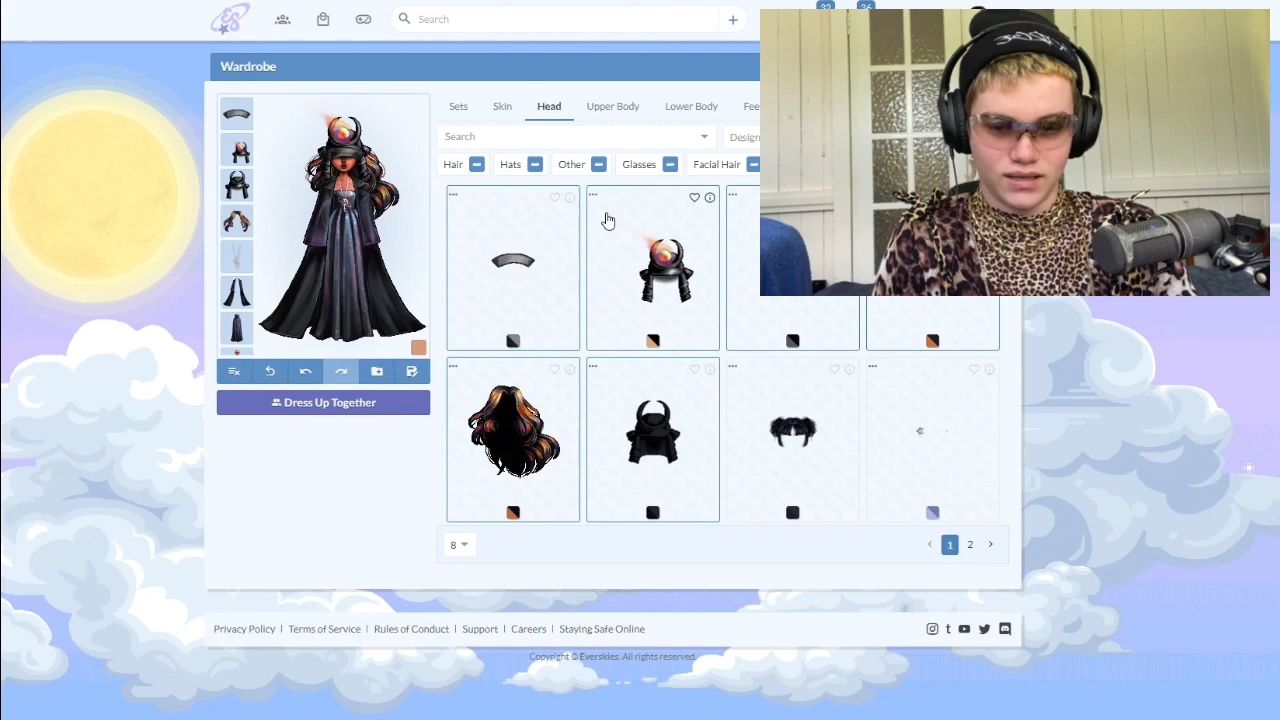 Search
Wardrobe
Sets Skin Head Upper Body Lower Body
Search
Hair Hats Other Glasses Facial Hair
Dress Up Together
8
1 2
Privacy Policy | Terms of Service | Rules of Conduct | Support | Careers | Staying Safe Online
Copyright © Everskies. All rights reserved.